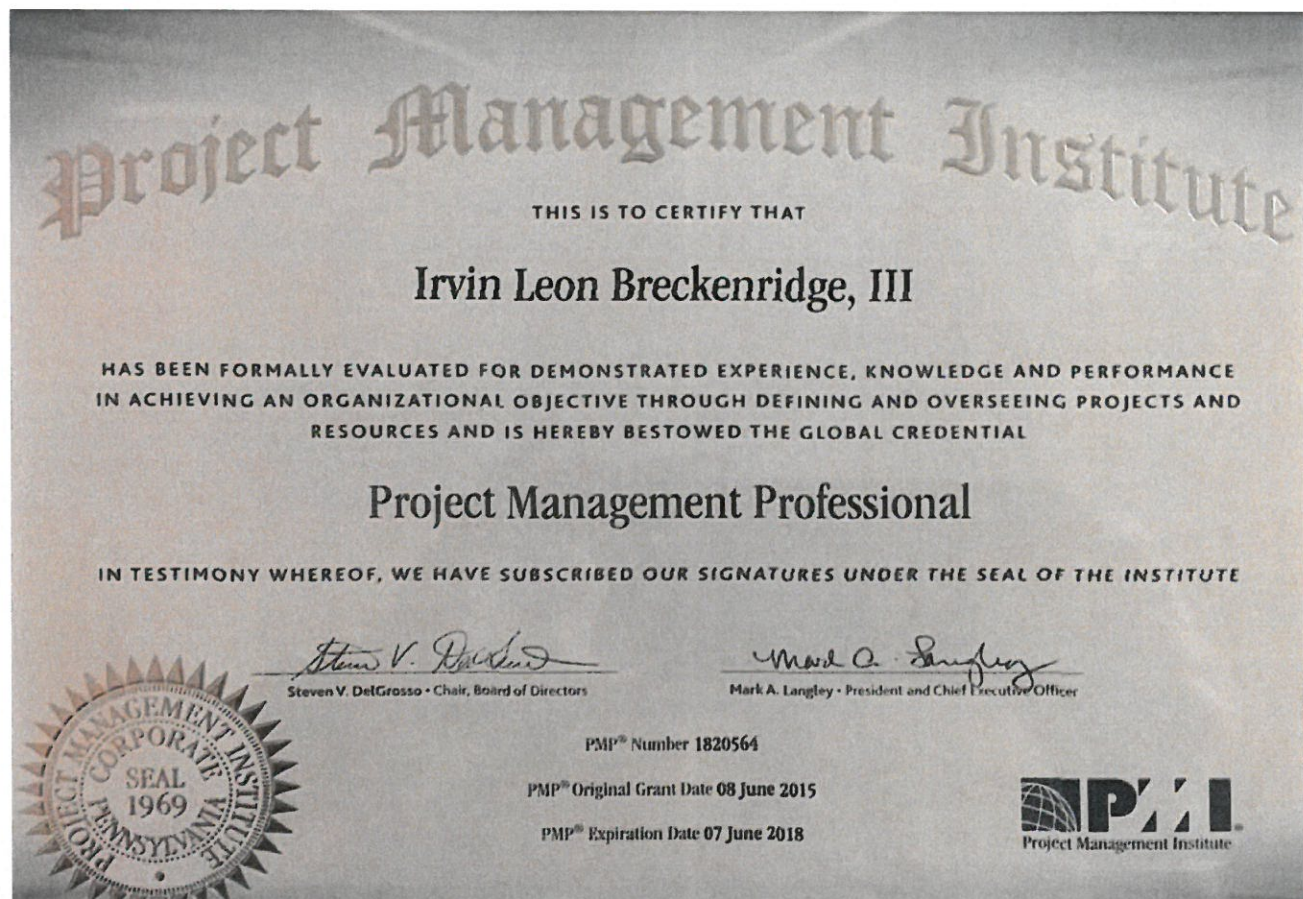 Project Management Institute
THIS IS TO CERTIFY THAT
Irvin Leon Breckenridge, III
HAS BEEN FORMALLY EVALUATED FOR DEMONSTRATED EXPERIENCE, KNOWLEDGE AND PERFORMANCE
IN ACHIEVING AN ORGANIZATIONAL OBJECTIVE THROUGH DEFINING AND OVERSEEING PROJECTS AND
RESOURCES AND IS HEREBY BESTOWED THE GLOBAL CREDENTIAL
Project Management Professional
IN TESTIMONY WHEREOF, WE HAVE SUBSCRIBED OUR SIGNATURES UNDER THE SEAL OF THE INSTITUTE
Steven V. DelGrosso Mark A. Langley
Steven V. DelGrosso • Chair, Board of Directors
Mark A. Langley • President and Chief Executive Officer
PMP® Number 1820564
PMP® Original Grant Date 08 June 2015
PMP® Expiration Date 07 June 2018
PROJECT MANAGEMENT INSTITUTE
CORPORATE
SEAL
1969
PENNSYLVANIA
PMI
Project Management Institute